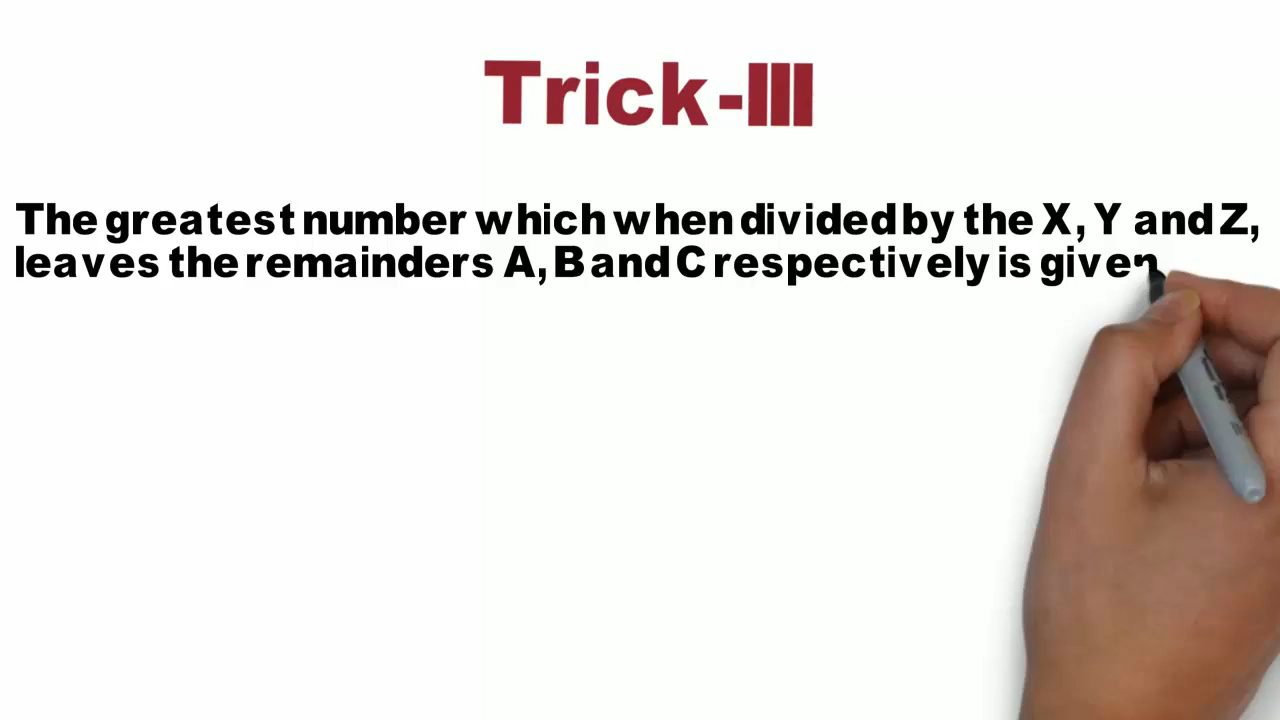 Trick-III
The greatest number which when divided by the X, Y and Z,
leaves the remainders A, B and C respectively is given